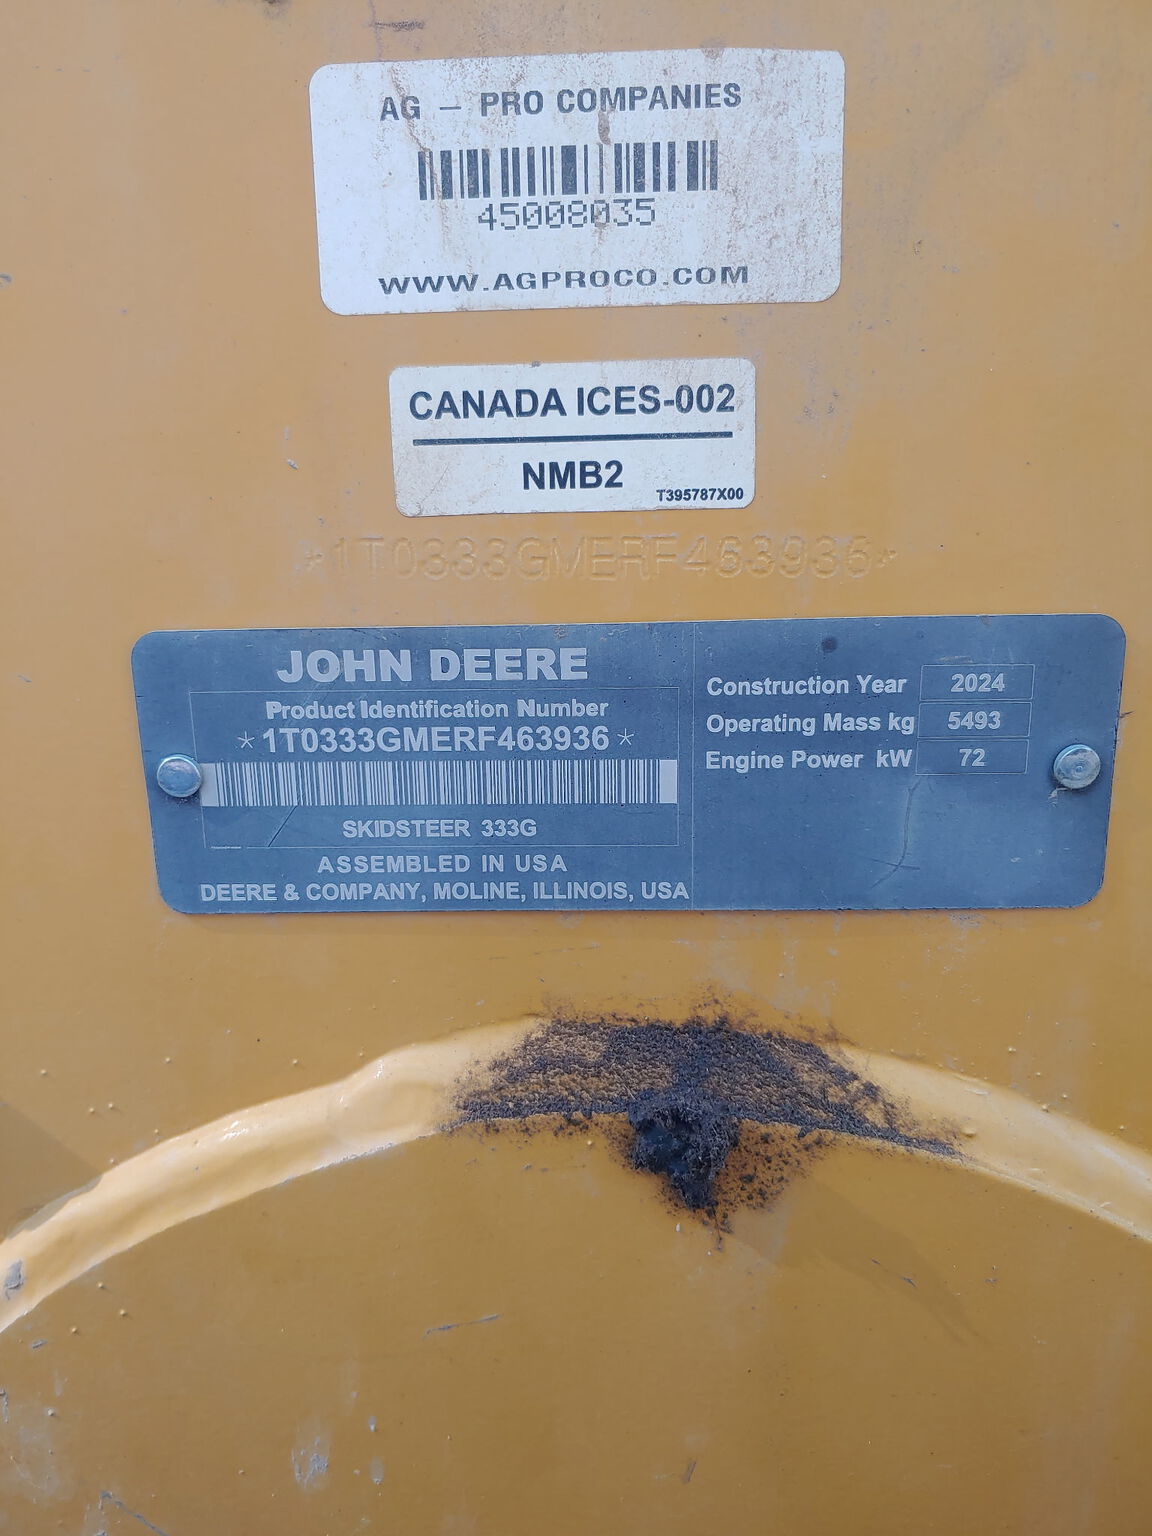 AG – PRO COMPANIES
45008035
WWW.AGPROCO.COM
CANADA ICES-002
NMB2
T395787X00
*1T0333GMERF463936*
JOHN DEERE
Product Identification Number
*1T0333GMERF463936*
SKIDSTEER 333G
ASSEMBLED IN USA
DEERE & COMPANY, MOLINE, ILLINOIS, USA
Construction Year 2024
Operating Mass kg 5493
Engine Power kW 72